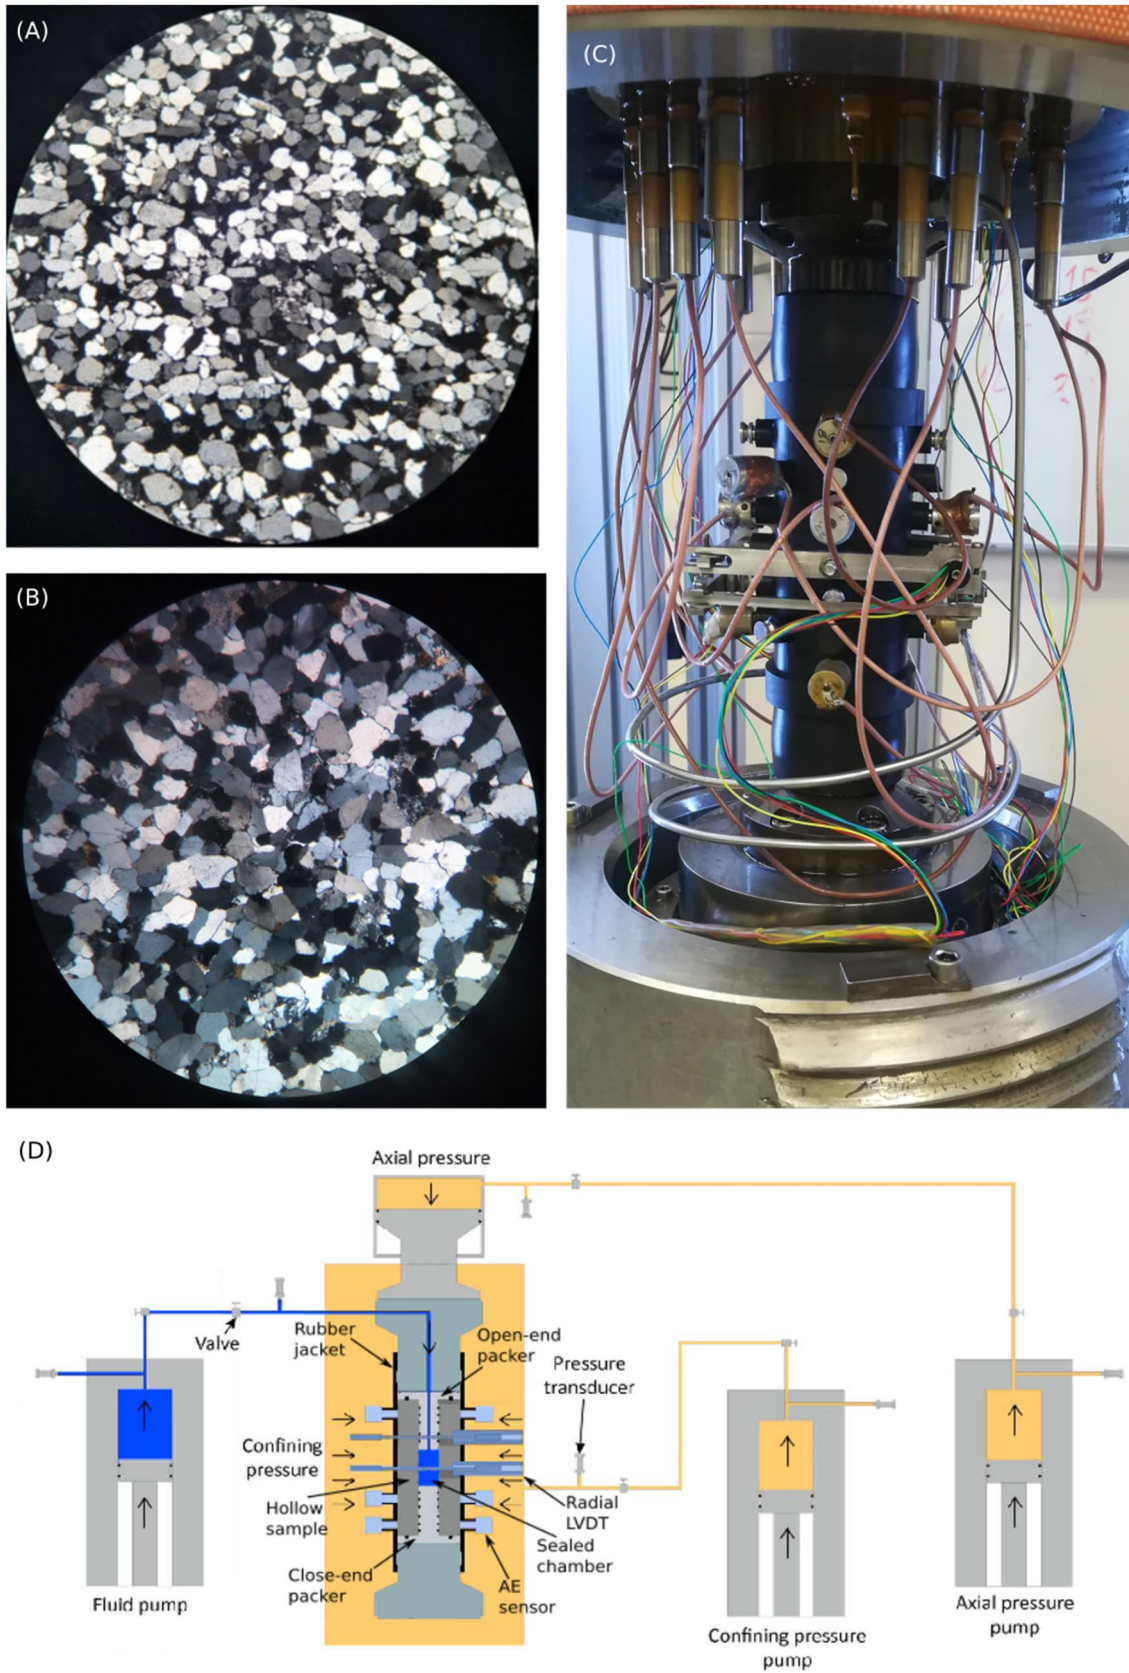 (A)
(C)
(B)
(D)
Axial pressure
Valve
Rubber
jacket
Open-end
packer
Pressure
transducer
Confining
pressure
Hollow
sample
Radial
LVDT
Sealed
chamber
Close-end
packer
AE
sensor
Fluid pump
Confining pressure
pump
Axial pressure
pump